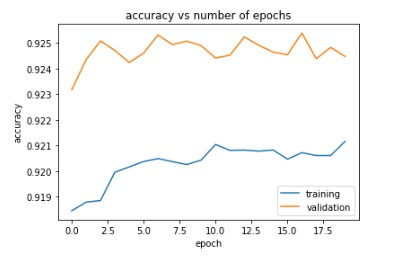 accuracy vs number of epochs
accuracy
0.925
0.924
0.923
0.922
0.921
0.920
0.919
0.0 2.5 5.0 7.5 10.0 12.5 15.0 17.5
epoch
training
validation